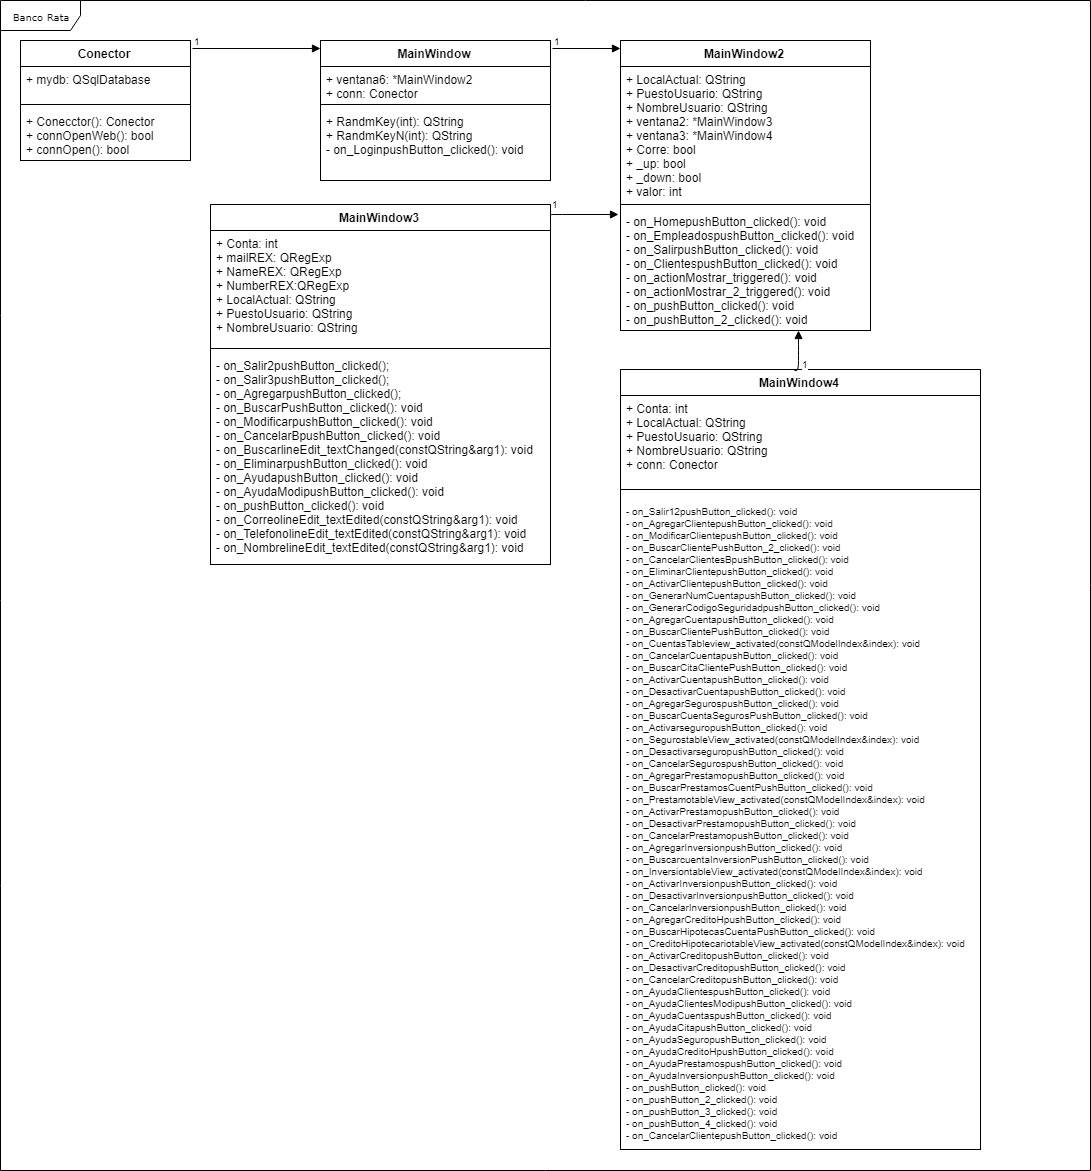 Banco Rata
Conector
+ mydb: QSqlDatabase
+ Conecctor(): Conector
+ connOpenWeb(): bool
+ connOpen(): bool
1
MainWindow
+ ventana6: *MainWindow2
+ conn: Conector
+ RandmKey(int): QString
+ RandmKeyN(int): QString
- on_LoginpushButton_clicked(): void
1
MainWindow2
+ LocalActual: QString
+ PuestoUsuario: QString
+ NombreUsuario: QString
+ ventana2: *MainWindow3
+ ventana3: *MainWindow4
+ Corre: bool
+ _up: bool
+ _down: bool
+ valor: int
- on_HomepushButton_clicked(): void
- on_EmpleadospushButton_clicked(): void
- on_SalirpushButton_clicked(): void
- on_ClientespushButton_clicked(): void
- on_actionMostrar_triggered(): void
- on_actionMostrar_2_triggered(): void
- on_pushButton_clicked(): void
- on_pushButton_2_clicked(): void
MainWindow3
+ Conta: int
+ mailREX: QRegExp
+ NameREX: QRegExp
+ NumberREX:QRegExp
+ LocalActual: QString
+ PuestoUsuario: QString
+ NombreUsuario: QString
- on_Salir2pushButton_clicked();
- on_Salir3pushButton_clicked();
- on_AgregarpushButton_clicked();
- on_BuscarPushButton_clicked(): void
- on_ModificarpushButton_clicked(): void
- on_CancelarBpushButton_clicked(): void
- on_BuscarlineEdit_textChanged(constQString&arg1): void
- on_EliminarpushButton_clicked(): void
- on_AyudapushButton_clicked(): void
- on_AyudaModipushButton_clicked(): void
- on_pushButton_clicked(): void
- on_CorreolineEdit_textEdited(constQString&arg1): void
- on_TelefonolineEdit_textEdited(constQString&arg1): void
- on_NombrelineEdit_textEdited(constQString&arg1): void
1
1
MainWindow4
+ Conta: int
+ LocalActual: QString
+ PuestoUsuario: QString
+ NombreUsuario: QString
+ conn: Conector
- on_Salir12pushButton_clicked(): void
- on_AgregarClientepushButton_clicked(): void
- on_ModificarClientepushButton_clicked(): void
- on_BuscarClientePushButton_2_clicked(): void
- on_CancelarClientesBpushButton_clicked(): void
- on_EliminarClientepushButton_clicked(): void
- on_ActivarClientepushButton_clicked(): void
- on_GenerarNumCuentapushButton_clicked(): void
- on_GenerarCodigoSeguridadpushButton_clicked(): void
- on_AgregarCuentapushButton_clicked(): void
- on_BuscarClientePushButton_clicked(): void
- on_CuentasTableview_activated(constQModelIndex&index): void
- on_CancelarCuentapushButton_clicked(): void
- on_BuscarCitaClientePushButton_clicked(): void
- on_ActivarCuentapushButton_clicked(): void
- on_DesactivarCuentapushButton_clicked(): void
- on_AgregarSegurospushButton_clicked(): void
- on_BuscarCuentaSegurosPushButton_clicked(): void
- on_ActivarseguropushButton_clicked(): void
- on_SegurostableView_activated(constQModelIndex&index): void
- on_DesactivarseguropushButton_clicked(): void
- on_CancelarSegurospushButton_clicked(): void
- on_AgregarPrestamopushButton_clicked(): void
- on_BuscarPrestamosCuentPushButton_clicked(): void
- on_PrestamotableView_activated(constQModelIndex&index): void
- on_ActivarPrestamopushButton_clicked(): void
- on_DesactivarPrestamopushButton_clicked(): void
- on_CancelarPrestamopushButton_clicked(): void
- on_AgregarInversionpushButton_clicked(): void
- on_BuscarcuentaInversionPushButton_clicked(): void
- on_InversiontableView_activated(constQModelIndex&index): void
- on_ActivarInversionpushButton_clicked(): void
- on_DesactivarInversionpushButton_clicked(): void
- on_CancelarInversionpushButton_clicked(): void
- on_AgregarCreditoHpushButton_clicked(): void
- on_BuscarHipotecasCuentaPushButton_clicked(): void
- on_CreditoHipotecariotableView_activated(constQModelIndex&index): void
- on_ActivarCreditopushButton_clicked(): void
- on_DesactivarCreditopushButton_clicked(): void
- on_CancelarCreditopushButton_clicked(): void
- on_AyudaClientespushButton_clicked(): void
- on_AyudaClientesModipushButton_clicked(): void
- on_AyudaCuentaspushButton_clicked(): void
- on_AyudaCitapushButton_clicked(): void
- on_AyudaSeguropushButton_clicked(): void
- on_AyudaCreditoHpushButton_clicked(): void
- on_AyudaPrestamospushButton_clicked(): void
- on_AyudaInversionpushButton_clicked(): void
- on_pushButton_clicked(): void
- on_pushButton_2_clicked(): void
- on_pushButton_3_clicked(): void
- on_pushButton_4_clicked(): void
- on_CancelarClientepushButton_clicked(): void